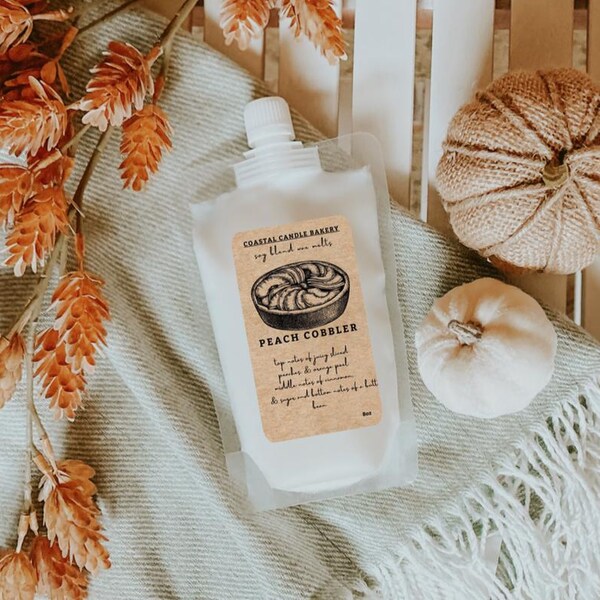 COASTAL CANDLE BAKERY
soy blend wax melts
PEACH COBBLER
top notes of juicy sliced
peaches & orange peel
middle notes of cinnamon
& sugar and bottom notes of a
bean
8oz